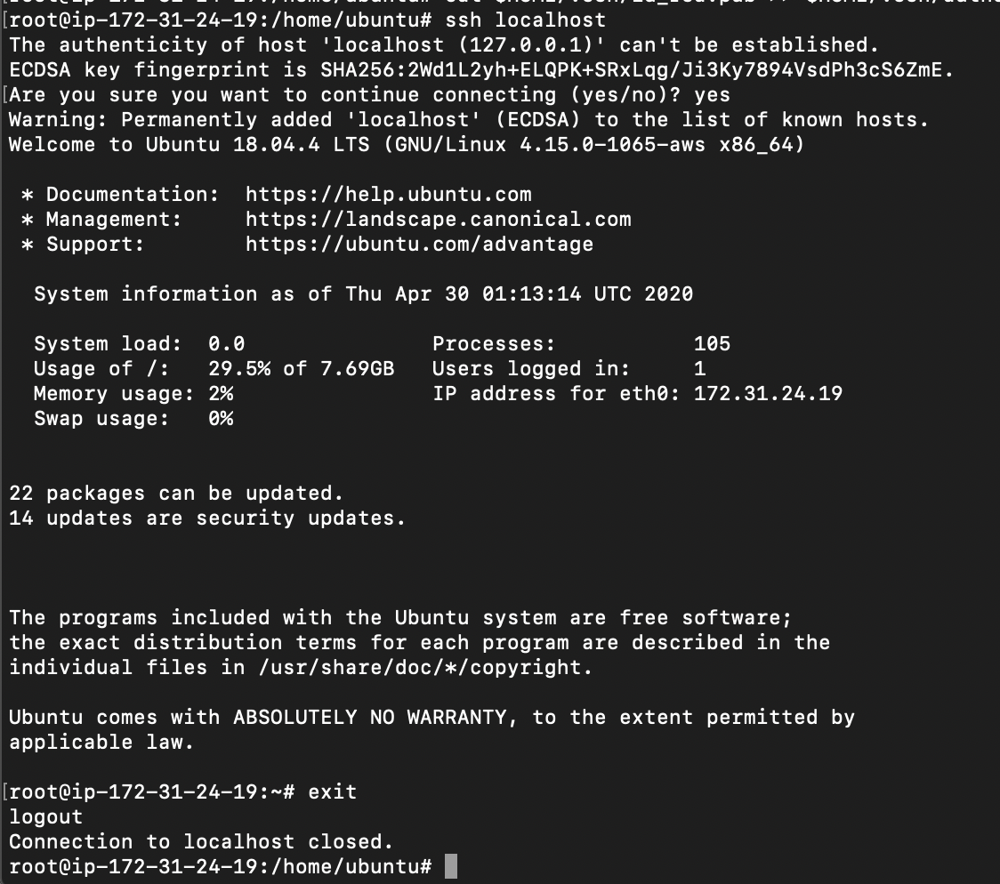 [root@ip-172-31-24-19:/home/ubuntu# ssh localhost
The authenticity of host 'localhost (127.0.0.1)' can't be established.
ECDSA key fingerprint is SHA256:2Wd1L2yh+ELQPK+SRxLqg/Ji3Ky7894VsdPh3cS6ZmE.
[Are you sure you want to continue connecting (yes/no)? yes
Warning: Permanently added 'localhost' (ECDSA) to the list of known hosts.
Welcome to Ubuntu 18.04.4 LTS (GNU/Linux 4.15.0-1065-aws x86_64)
* Documentation: https://help.ubuntu.com
* Management: https://landscape.canonical.com
* Support: https://ubuntu.com/advantage
System information as of Thu Apr 30 01:13:14 UTC 2020
System load: 0.0 Processes: 105
Usage of /: 29.5% of 7.69GB Users logged in: 1
Memory usage: 2% IP address for eth0: 172.31.24.19
Swap usage: 0%
22 packages can be updated.
14 updates are security updates.
The programs included with the Ubuntu system are free software;
the exact distribution terms for each program are described in the
individual files in /usr/share/doc/*/copyright.
Ubuntu comes with ABSOLUTELY NO WARRANTY, to the extent permitted by
applicable law.
[root@ip-172-31-24-19:~# exit
logout
Connection to localhost closed.
root@ip-172-31-24-19:/home/ubuntu#